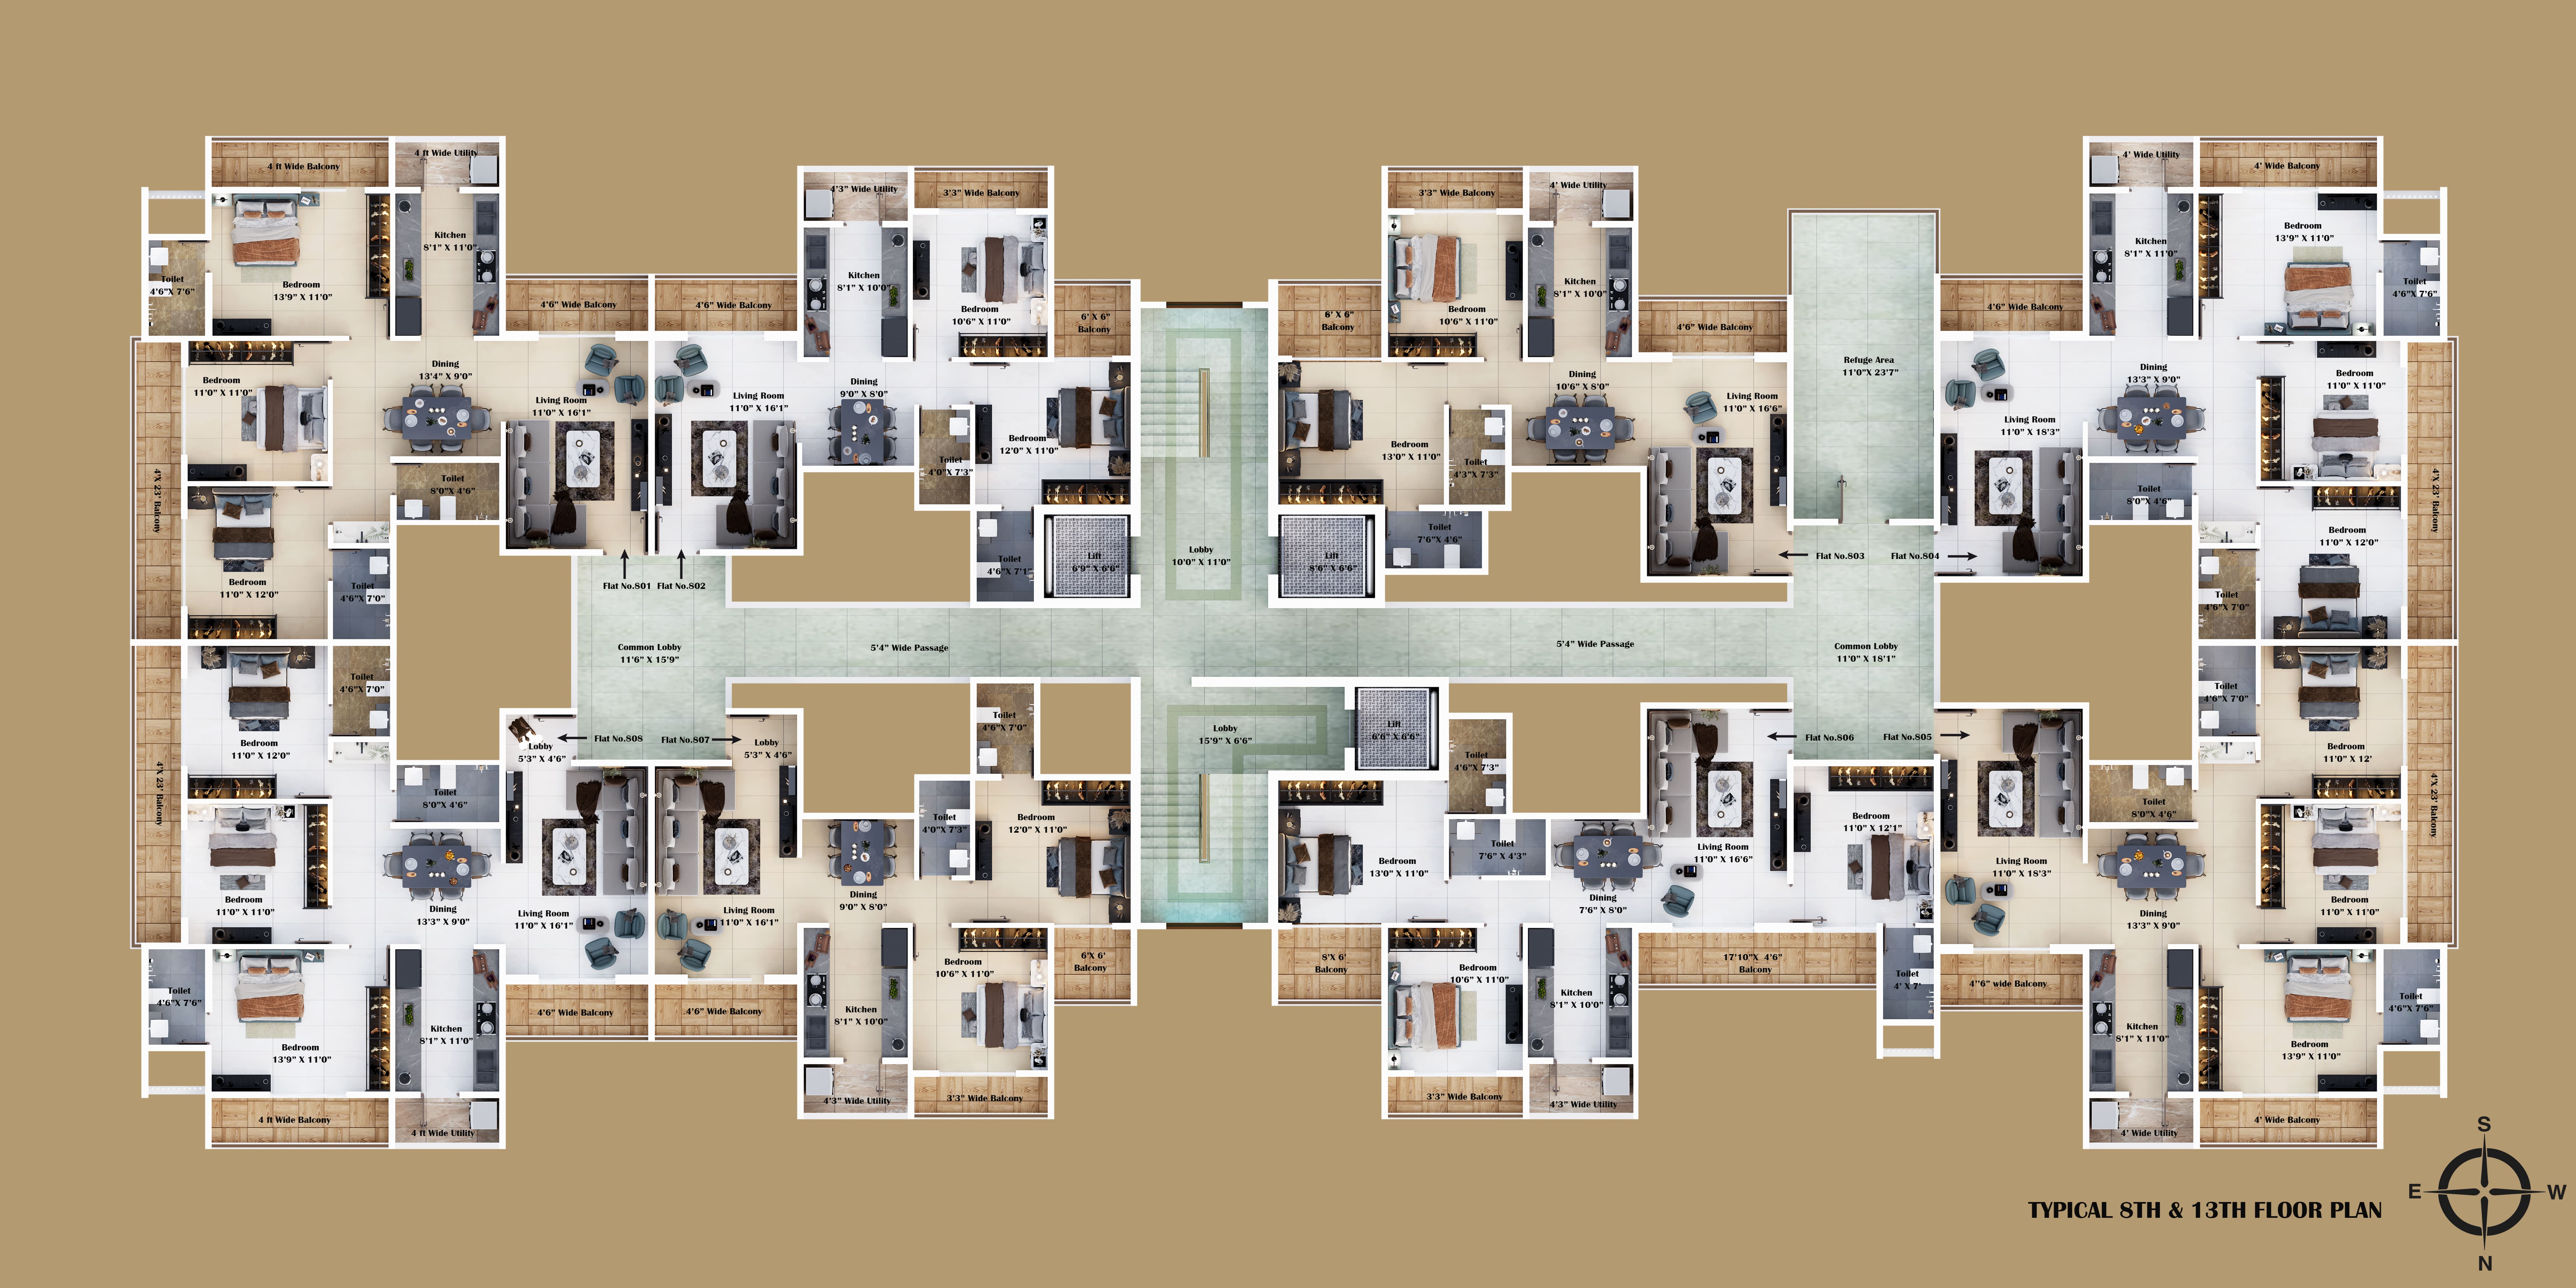 4 ft Wide Balcony
4 ft Wide Utility
Bedroom
13'9" X 11'0"
Kitchen
8'1" X 11'0"
Toilet
4'6"X 7'6"
4'6" Wide Balcony
Bedroom
11'0" X 11'0"
Dining
13'4" X 9'0"
Living Room
11'0" X 16'1"
Toilet
8'0"X 4'6"
4'X 23' Balcony
Bedroom
11'0" X 12'0"
Toilet
4'6"X 7'0"
Flat No.801
4'3" Wide Utility
3'3" Wide Balcony
4'6" Wide Balcony
Kitchen
8'1" X 10'0"
Bedroom
10'6" X 11'0"
6' X 6"
Balcony
Living Room
11'0" X 16'1"
Dining
9'0" X 8'0"
Toilet
4'0"X 7'3"
Bedroom
12'0" X 11'0"
Toilet
4'6"X 7'1"
Flat No.802
Lift
6'9" X 6'6"
Lobby
10'0" X 11'0"
Lift
8'6" X 6'6"
3'3" Wide Balcony
4' Wide Utility
Bedroom
10'6" X 11'0"
Kitchen
8'1" X 10'0"
8' X 6"
Balcony
4'6" Wide Balcony
Dining
10'6" X 8'0"
Living Room
11'0" X 16'6"
Bedroom
13'0" X 11'0"
Toilet
4'3"X 7'3"
Toilet
7'6"X 4'6"
Flat No.803
Refuge Area
11'0"X 23'7"
4' Wide Utility
4' Wide Balcony
Kitchen
8'1" X 11'0"
Bedroom
13'9" X 11'0"
Toilet
4'6"X 7'6"
4'6" Wide Balcony
Dining
13'3" X 9'0"
Bedroom
11'0" X 11'0"
Living Room
11'0" X 18'3"
Toilet
8'0"X 4'6"
4'X 23' Balcony
Bedroom
11'0" X 12'0"
Toilet
4'6"X 7'0"
Flat No.804
Common Lobby
11'6" X 15'9"
5'4" Wide Passage
5'4" Wide Passage
Common Lobby
11'0" X 18'1"
Toilet
4'6"X 7'0"
Bedroom
11'0" X 12'0"
Flat No.808
Lobby
5'3" X 4'6"
4'X 23' Balcony
Toilet
8'0"X 4'6"
Bedroom
11'0" X 11'0"
Dining
13'3" X 9'0"
Living Room
11'0" X 16'1"
Toilet
4'6"X 7'6"
Bedroom
13'9" X 11'0"
Kitchen
8'1" X 11'0"
4'6" Wide Balcony
4 ft Wide Balcony
4 ft Wide Utility
Flat No.807
Lobby
5'3" X 4'6"
Toilet
4'6"X 7'0"
Toilet
4'0"X 7'3"
Bedroom
12'0" X 11'0"
Dining
9'0" X 8'0"
Living Room
11'0" X 16'1"
Bedroom
10'6" X 11'0"
6'X 6'
Balcony
4'6" Wide Balcony
Kitchen
8'1" X 10'0"
4'3" Wide Utility
3'3" Wide Balcony
Lobby
15'9" X 6'6"
Lift
6'6" X 6'6"
Toilet
4'6"X 7'3"
Flat No.806
Toilet
7'6" X 4'3"
Bedroom
13'0" X 11'0"
Living Room
11'0" X 16'6"
Bedroom
11'0" X 12'1"
Dining
7'6" X 8'0"
8'X 6'
Balcony
17'10"X 4'6"
Balcony
Bedroom
10'6" X 11'0"
Kitchen
8'1" X 10'0"
Toilet
4' X 7'
3'3" Wide Balcony
4'3" Wide Utility
Toilet
4'6"X 7'0"
Flat No.805
Bedroom
11'0" X 12'
Toilet
8'0"X 4'6"
4'X 23' Balcony
Living Room
11'0" X 18'3"
Bedroom
11'0" X 11'0"
Dining
13'3" X 9'0"
4''6" wide Balcony
Toilet
4'6"X 7'6"
Kitchen
8'1" X 11'0"
Bedroom
13'9" X 11'0"
4' Wide Utility
4' Wide Balcony
S
E
W
N
TYPICAL 8TH & 13TH FLOOR PLAN